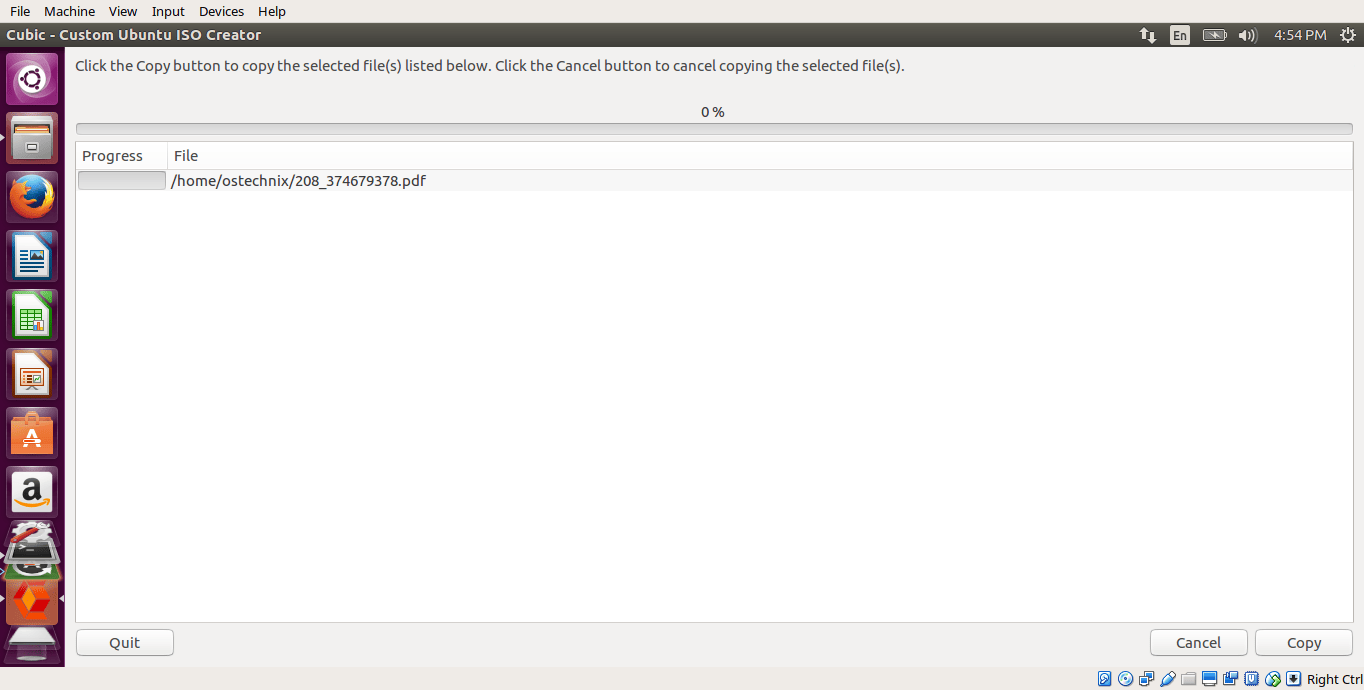 File Machine View Input Devices Help
Cubic - Custom Ubuntu ISO Creator En 4:54 PM
Click the Copy button to copy the selected file(s) listed below. Click the Cancel button to cancel copying the selected file(s).
0 %
Progress File
/home/ostechnix/208_374679378.pdf
Quit Cancel Copy
Right Ctrl